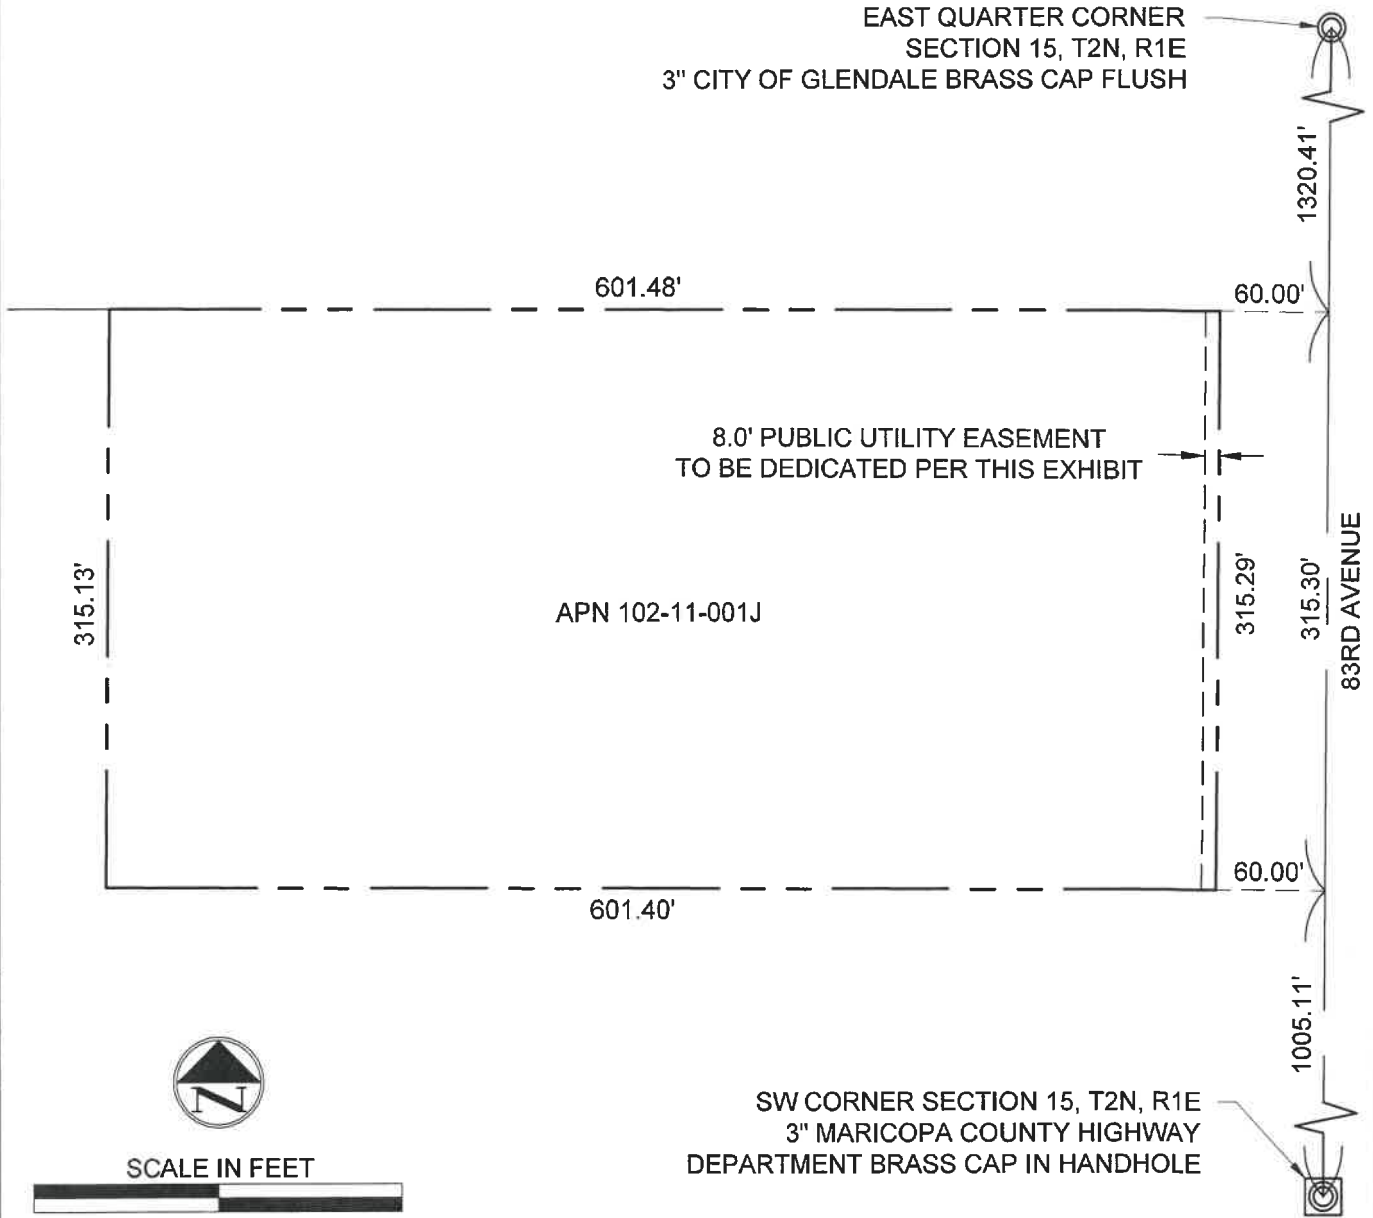 EAST QUARTER CORNER
SECTION 15, T2N, R1E
3" CITY OF GLENDALE BRASS CAP FLUSH
1320.41'
601.48'
60.00'
8.0' PUBLIC UTILITY EASEMENT
TO BE DEDICATED PER THIS EXHIBIT
315.13'
APN 102-11-001J
315.29'
315.30'
83RD AVENUE
60.00'
601.40'
1005.11'
N
SW CORNER SECTION 15, T2N, R1E
3" MARICOPA COUNTY HIGHWAY
DEPARTMENT BRASS CAP IN HANDHOLE
SCALE IN FEET